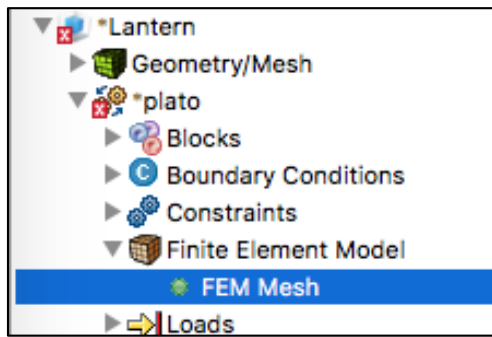 *Lantern
Geometry/Mesh
*plato
Blocks
C Boundary Conditions
Constraints
Finite Element Model
FEM Mesh
Loads